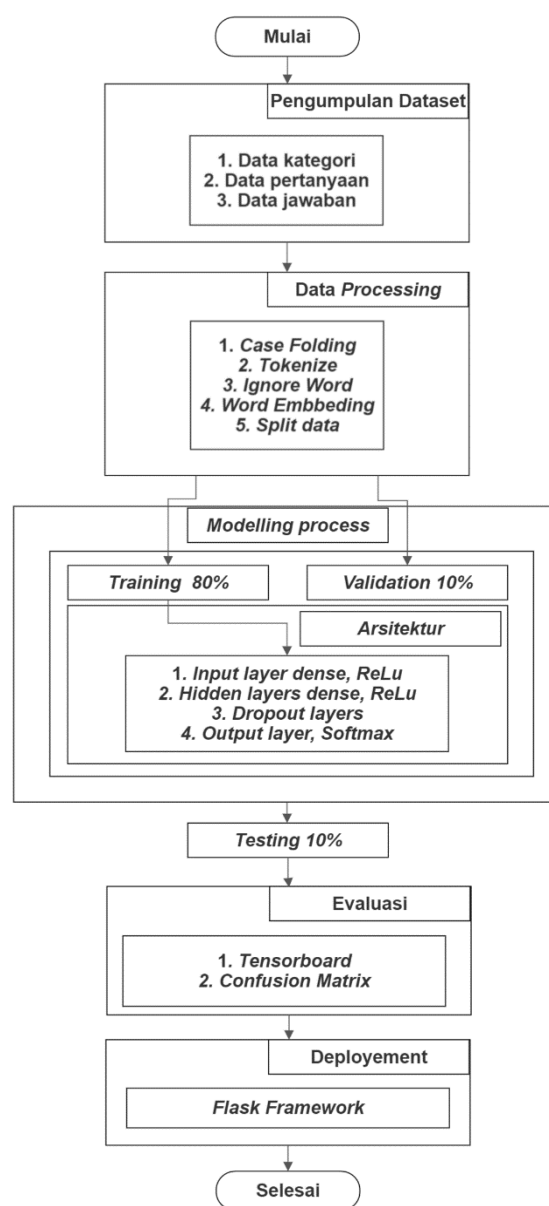 Mulai
Pengumpulan Dataset
1. Data kategori
2. Data pertanyaan
3. Data jawaban
Data Processing
1. Case Folding
2. Tokenize
3. Ignore Word
4. Word Embbeding
5. Split data
Modelling process
Training 80%
Validation 10%
Arsitektur
1. Input layer dense, ReLu
2. Hidden layers dense, ReLu
3. Dropout layers
4. Output layer, Softmax
Testing 10%
Evaluasi
1. Tensorboard
2. Confusion Matrix
Deployement
Flask Framework
Selesai